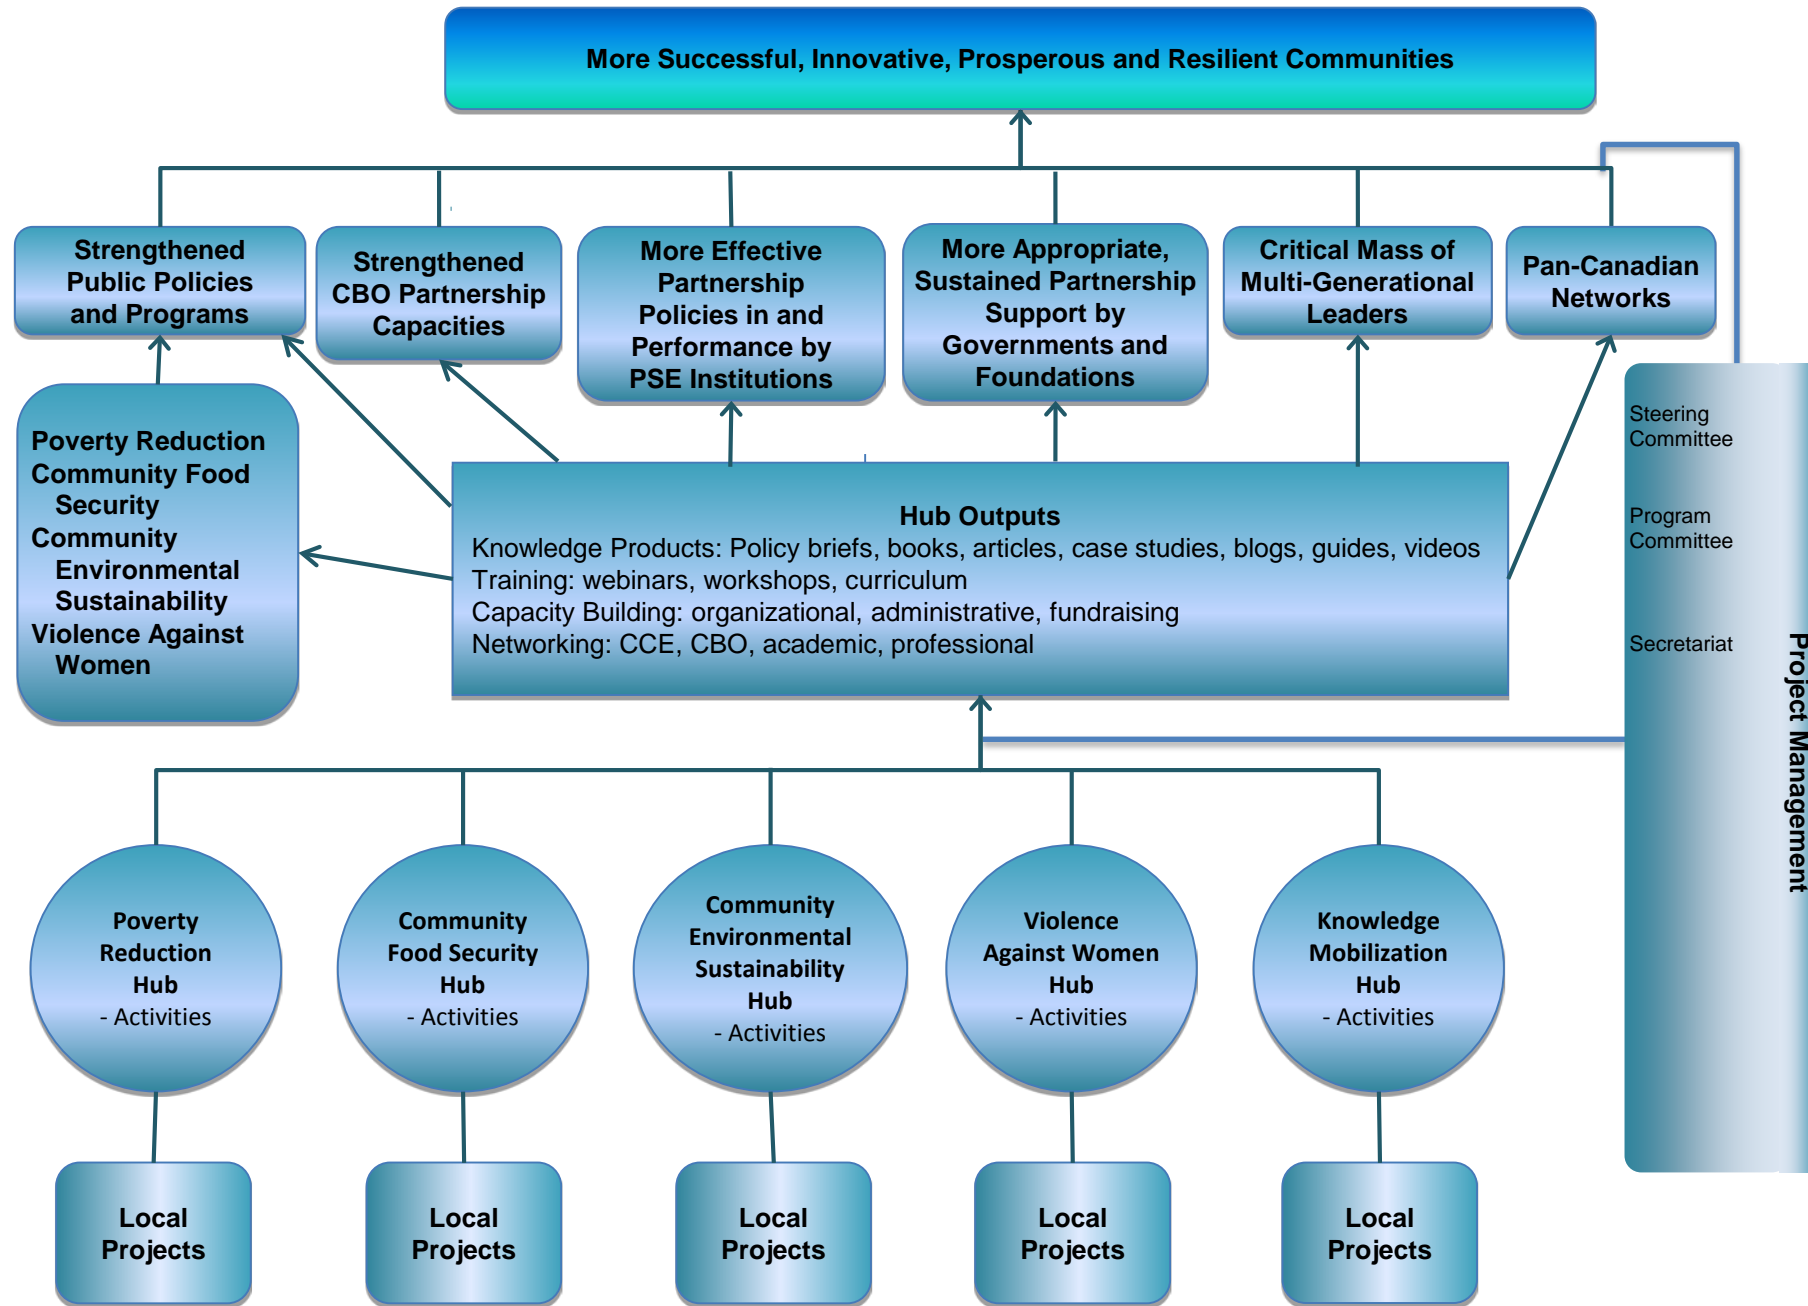 More Successful, Innovative, Prosperous and Resilient Communities
Strengthened
Public Policies
and Programs
Strengthened
CBO Partnership
Capacities
More Effective
Partnership
Policies in and
Performance by
PSE Institutions
More Appropriate,
Sustained Partnership
Support by
Governments and
Foundations
Critical Mass of
Multi-Generational
Leaders
Pan-Canadian
Networks
Poverty Reduction
Community Food
Security
Community
Environmental
Sustainability
Violence Against
Women
Hub Outputs
Knowledge Products: Policy briefs, books, articles, case studies, blogs, guides, videos
Training: webinars, workshops, curriculum
Capacity Building: organizational, administrative, fundraising
Networking: CCE, CBO, academic, professional
Steering
Committee
Program
Committee
Secretariat
Project Management
Poverty
Reduction
Hub
- Activities
Community
Food Security
Hub
- Activities
Community
Environmental
Sustainability
Hub
- Activities
Violence
Against Women
Hub
- Activities
Knowledge
Mobilization
Hub
- Activities
Local
Projects
Local
Projects
Local
Projects
Local
Projects
Local
Projects